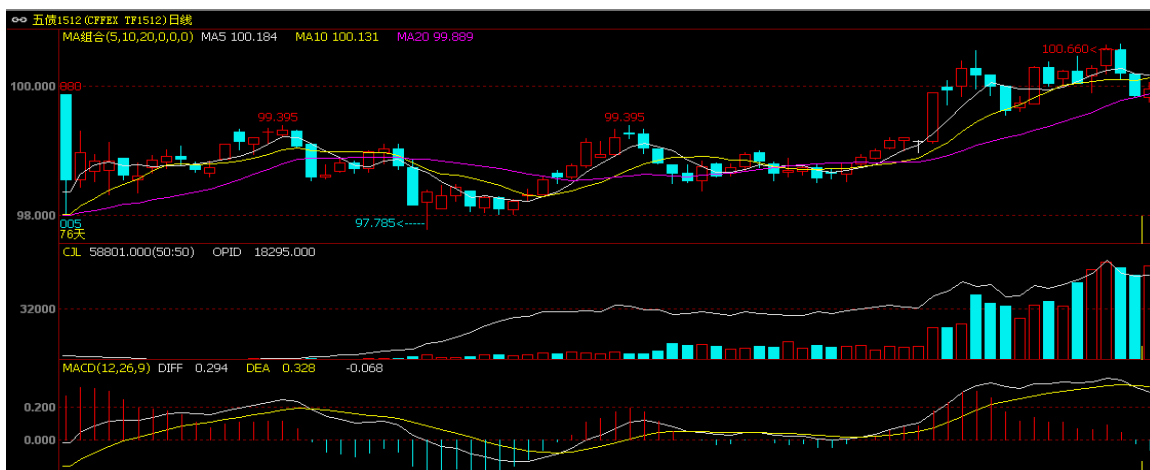 五债1512(CFFEX TF1512)日线
MA组合(5,10,20,0,0,0) MA5 100.184 MA10 100.131 MA20 99.889
100.660<-
100.000
880
99.395
99.395
98.000
005
97.785<-----
76天
CJL 58801.000(50:50) OPID 18295.000
32000
MACD(12,26,9) DIFF 0.294 DEA 0.328 -0.068
0.200
0.000